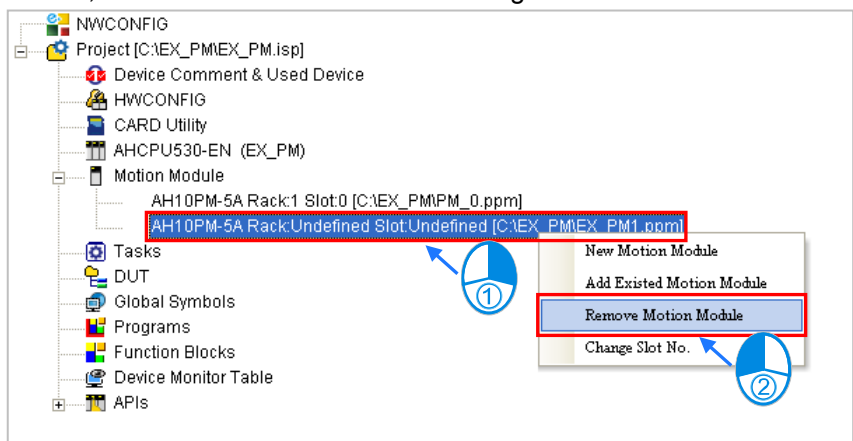 NWCONFIG
Project [C:\EX_PM\EX_PM.isp]
Device Comment & Used Device
HWCONFIG
CARD Utility
AHCPU530-EN (EX_PM)
Motion Module
AH10PM-5A Rack:1 Slot:0 [C:\EX_PM\PM_0.ppm]
AH10PM-5A Rack:Undefined Slot:Undefined [C:\EX_PM\EX_PM1.ppm]
Tasks
DUT
Global Symbols
Programs
Function Blocks
Device Monitor Table
APIs
New Motion Module
Add Existed Motion Module
Remove Motion Module
Change Slot No.
①
②